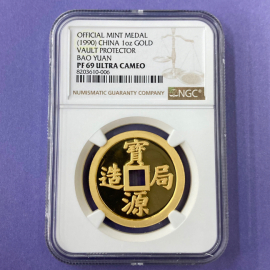 OFFICIAL MINT MEDAL
(1990) CHINA 1oz GOLD
VAULT PROTECTOR
BAO YUAN
PF 69 ULTRA CAMEO
8203610-006
NUMISMATIC GUARANTY COMPANY
NGC
寶
造局
源